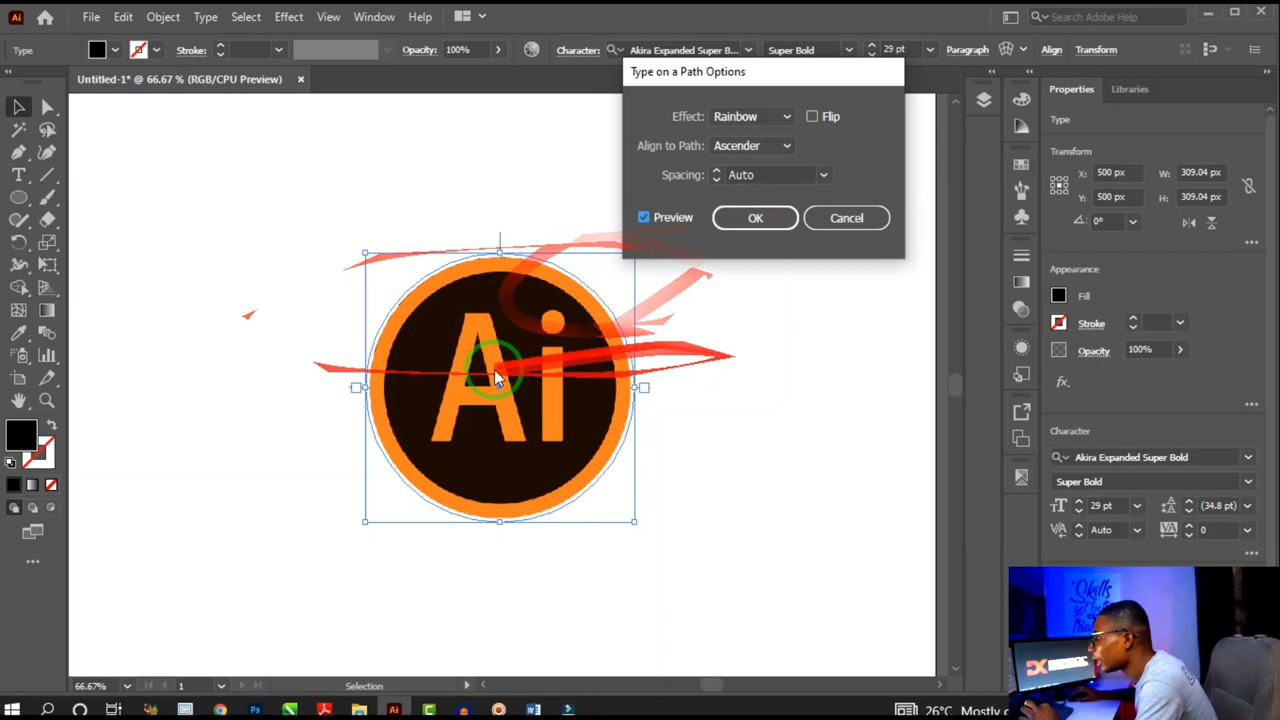 Ai File Edit Object Type Select Effect View Window Help Search Adobe Help
Type Stroke: Opacity: 100% Character: Akira Expanded Super B... Super Bold 29 pt Paragraph Align Transform
Untitled-1* @ 66.67 % (RGB/CPU Preview)
Type on a Path Options
Effect: Rainbow Flip
Align to Path: Ascender
Spacing: Auto
Preview OK Cancel
Ai
Properties Libraries
Type
Transform
X: 500 px W: 309.04 px
Y: 500 px H: 309.04 px
0°
Appearance
Fill
Stroke
Opacity 100%
fx.
Character
Akira Expanded Super Bold
Super Bold
29 pt (34.8 pt)
Auto 0
66.67% 1 Selection
Skills
26°C Mostly